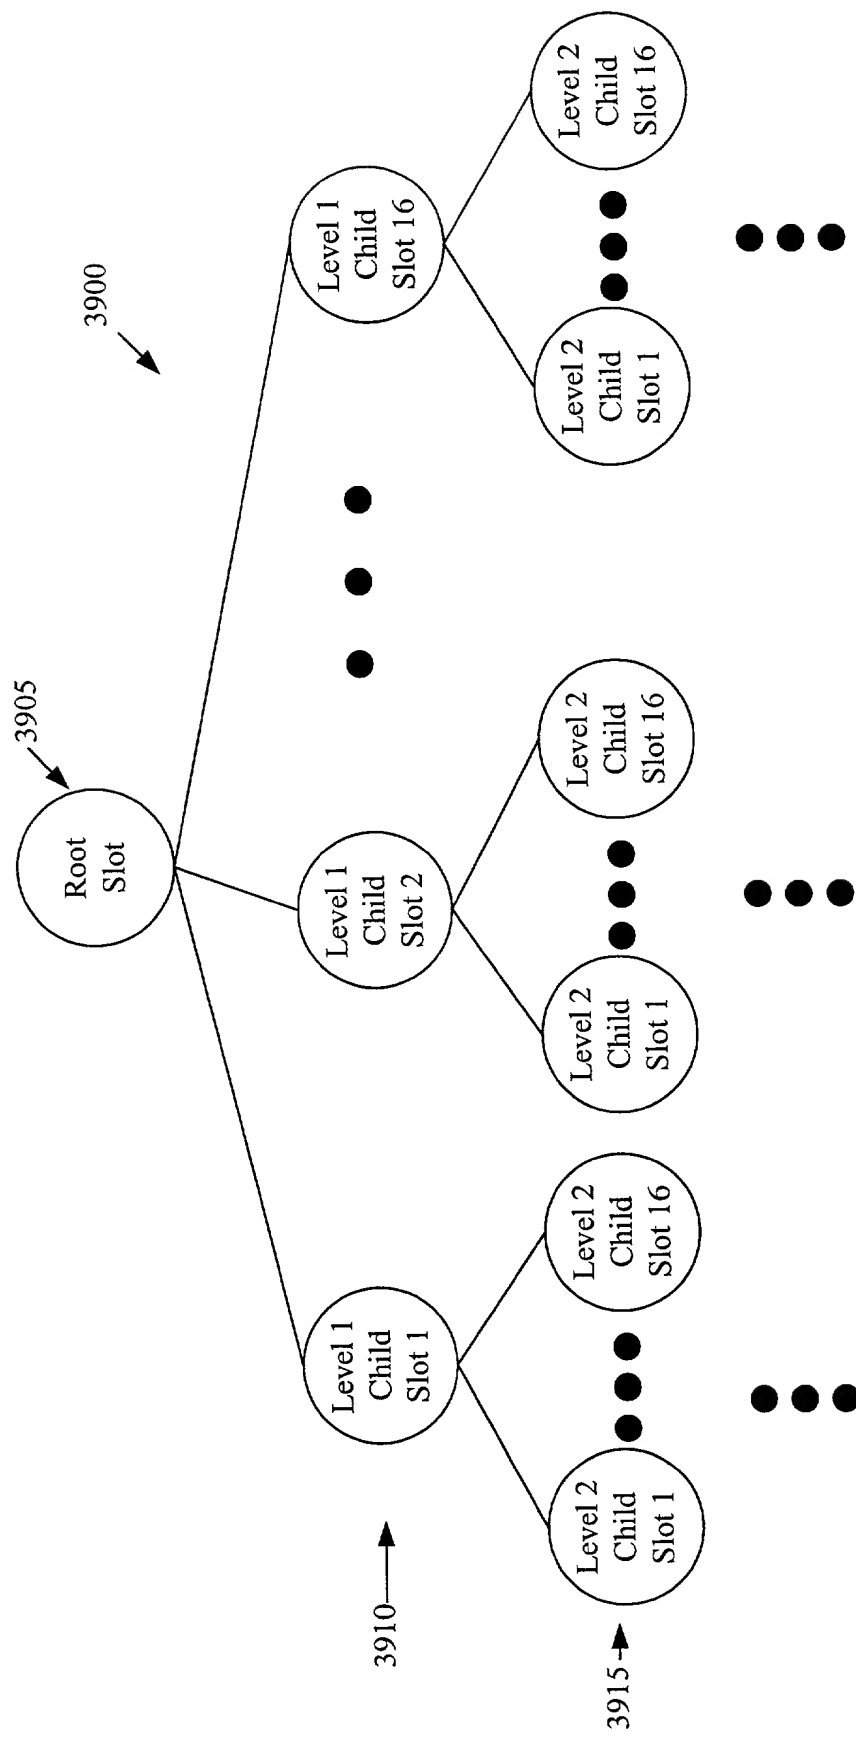 3900
3905
Root
Slot
3910
Level 1
Child
Slot 1
Level 1
Child
Slot 2
Level 1
Child
Slot 16
3915
Level 2
Child
Slot 1
Level 2
Child
Slot 16
Level 2
Child
Slot 1
Level 2
Child
Slot 16
Level 2
Child
Slot 1
Level 2
Child
Slot 16